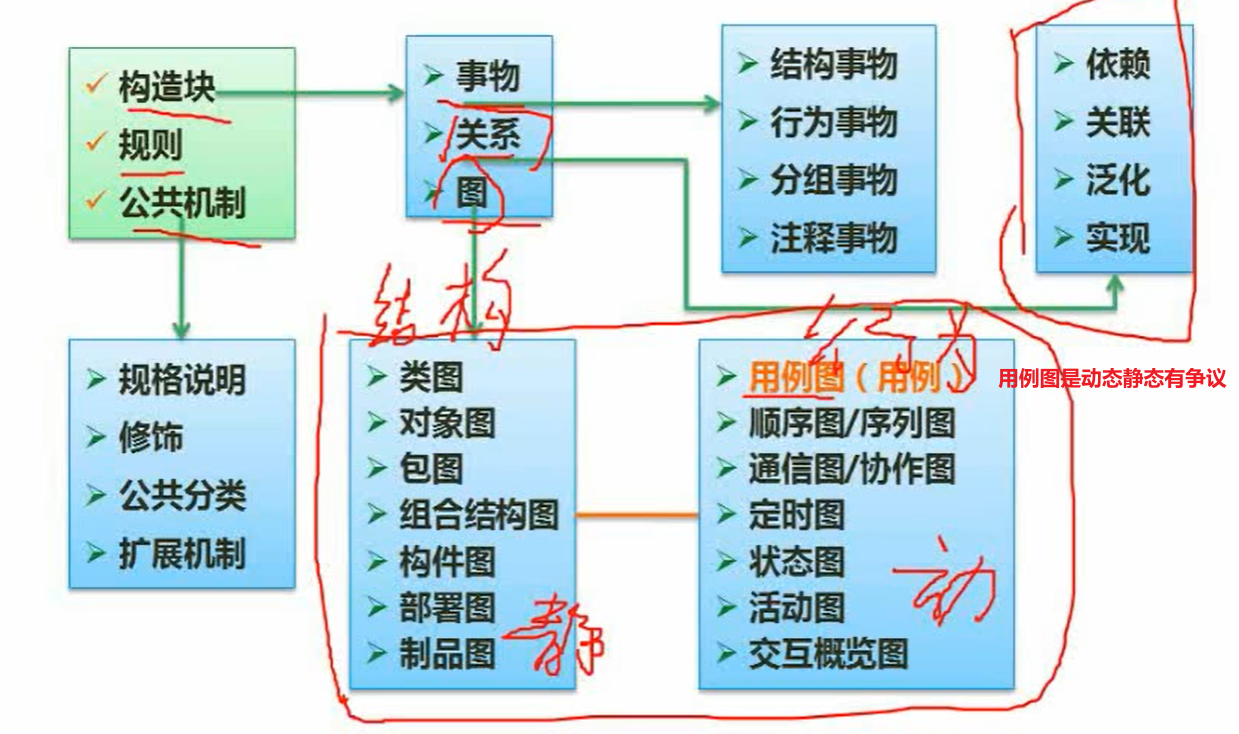 构造块
规则
公共机制
事物
关系
图
结构事物
行为事物
分组事物
注释事物
依赖
关联
泛化
实现
规格说明
修饰
公共分类
扩展机制
结构
类图
对象图
包图
组合结构图
构件图
部署图
制品图
静
行为
用例图（用例）
顺序图/序列图
通信图/协作图
定时图
状态图
活动图
交互概览图
动
用例图是动态静态有争议